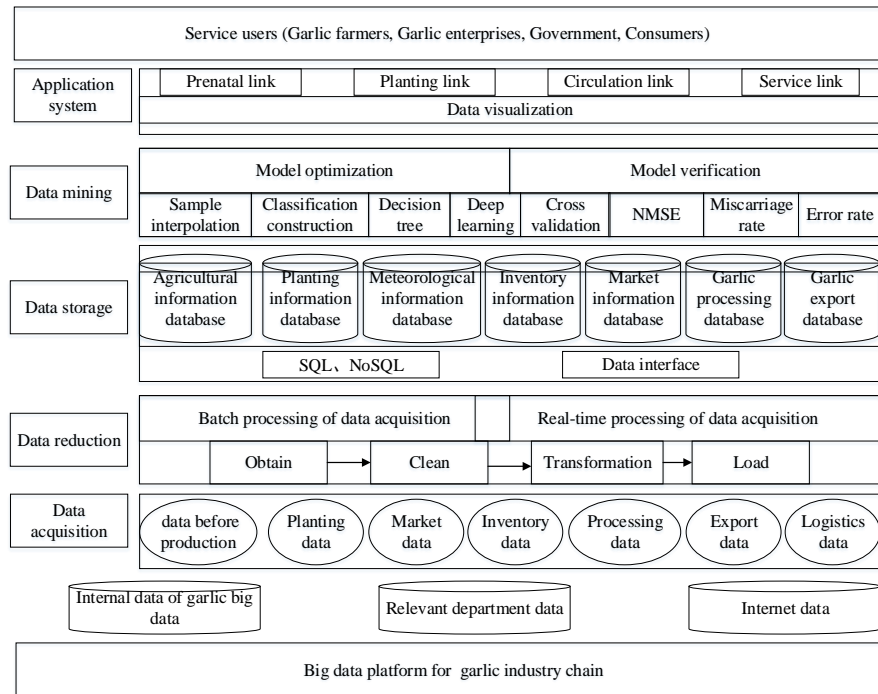 Service users (Garlic farmers, Garlic enterprises, Government, Consumers)
Application
system
Prenatal link
Planting link
Circulation link
Service link
Data visualization
Data mining
Model optimization
Model verification
Sample
interpolation
Classification
construction
Decision
tree
Deep
learning
Cross
validation
NMSE
Miscarriage
rate
Error rate
Data storage
Agricultural
information
database
Planting
information
database
Meteorological
information
database
Inventory
information
database
Market
information
database
Garlic
processing
database
Garlic
export
database
SQL、NoSQL
Data interface
Data reduction
Batch processing of data acquisition
Real-time processing of data acquisition
Obtain
Clean
Transformation
Load
Data
acquisition
data before
production
Planting
data
Market
data
Inventory
data
Processing
data
Export
data
Logistics
data
Internal data of garlic big
data
Relevant department data
Internet data
Big data platform for garlic industry chain